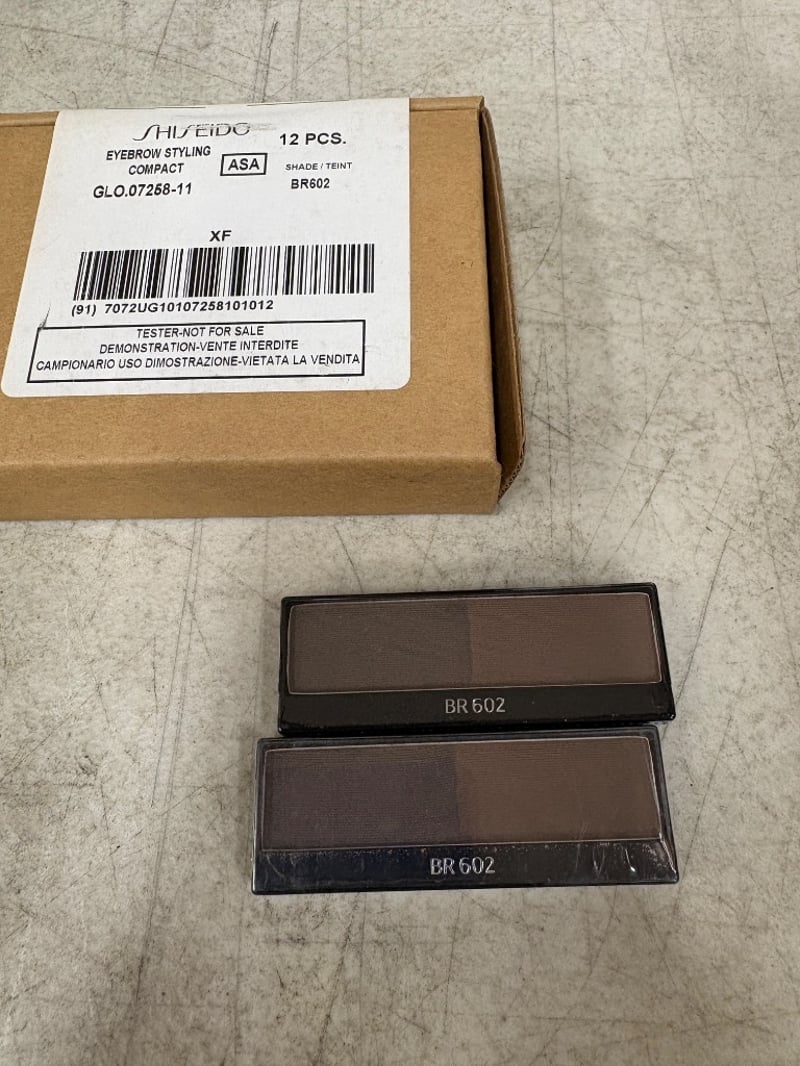 SHISEIDO
12 PCS.
EYEBROW STYLING
COMPACT
ASA
SHADE / TEINT
GLO.07258-11
BR602
XF
(91) 7072UG10107258101012
TESTER-NOT FOR SALE
DEMONSTRATION-VENTE INTERDITE
CAMPIONARIO USO DIMOSTRAZIONE-VIETATA LA VENDITA
BR 602
BR 602